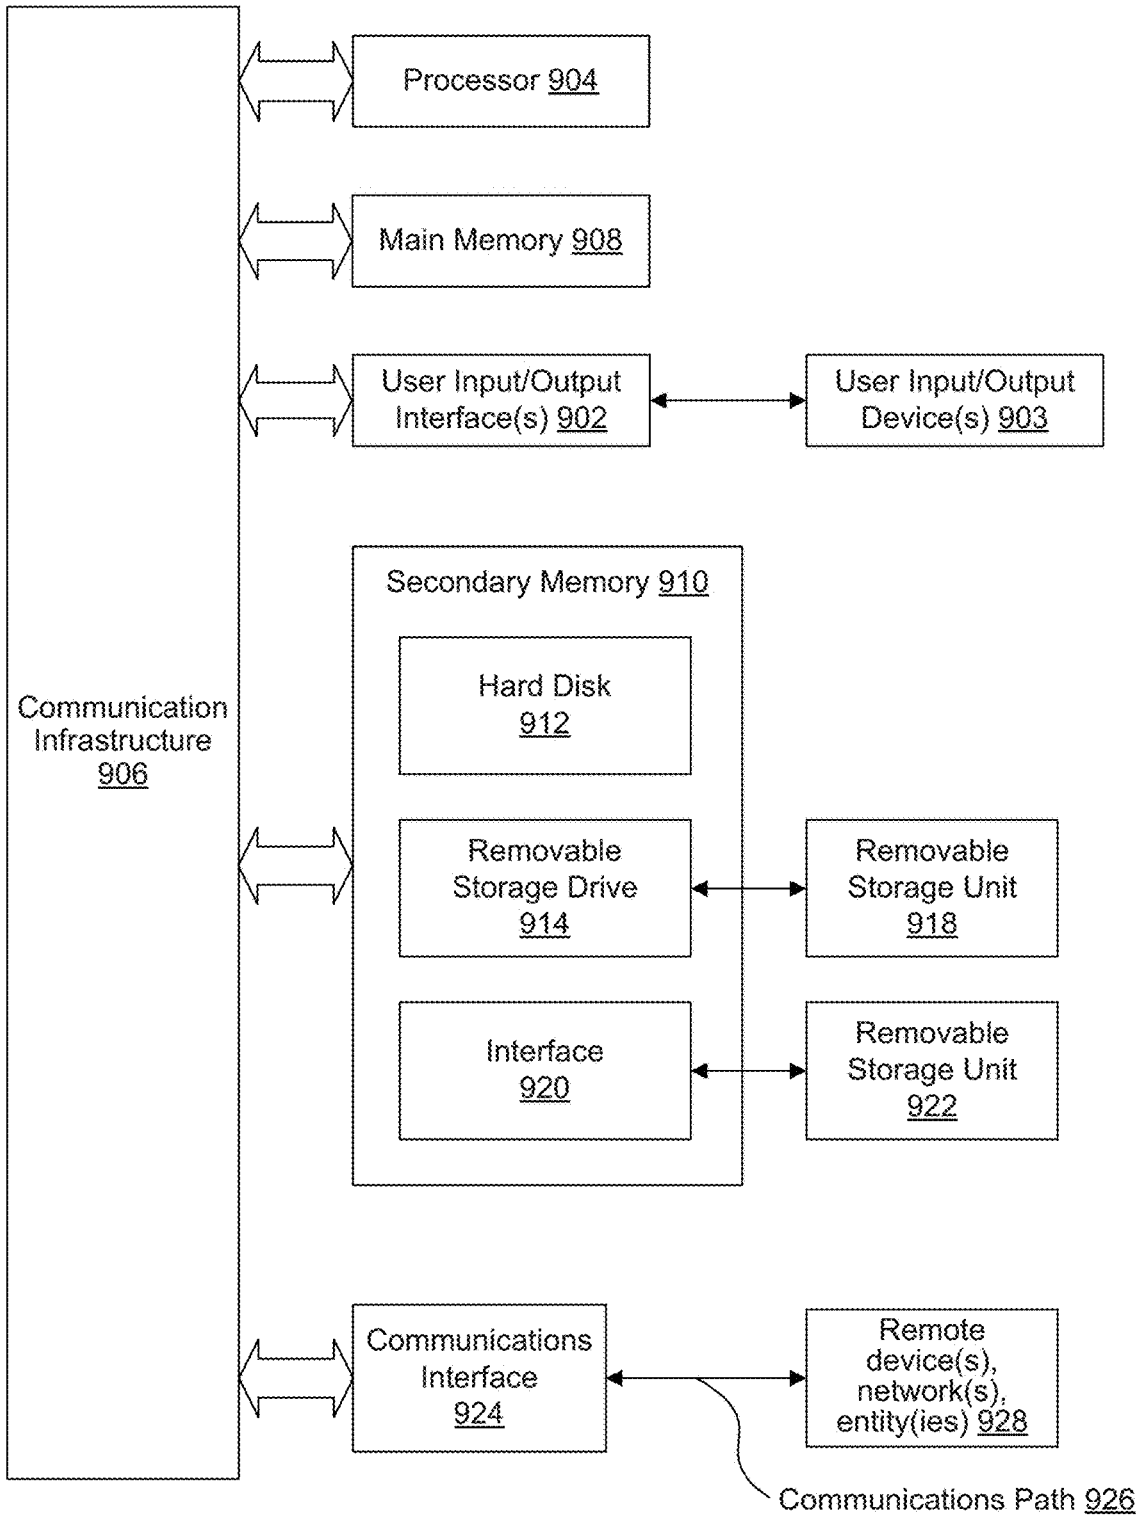 Processor 904
Main Memory 908
User Input/Output
Interface(s) 902
User Input/Output
Device(s) 903
Secondary Memory 910
Hard Disk
912
Communication
Infrastructure
906
Removable
Storage Drive
914
Removable
Storage Unit
918
Interface
920
Removable
Storage Unit
922
Communications
Interface
924
Remote
device(s),
network(s),
entity(ies) 928
Communications Path 926